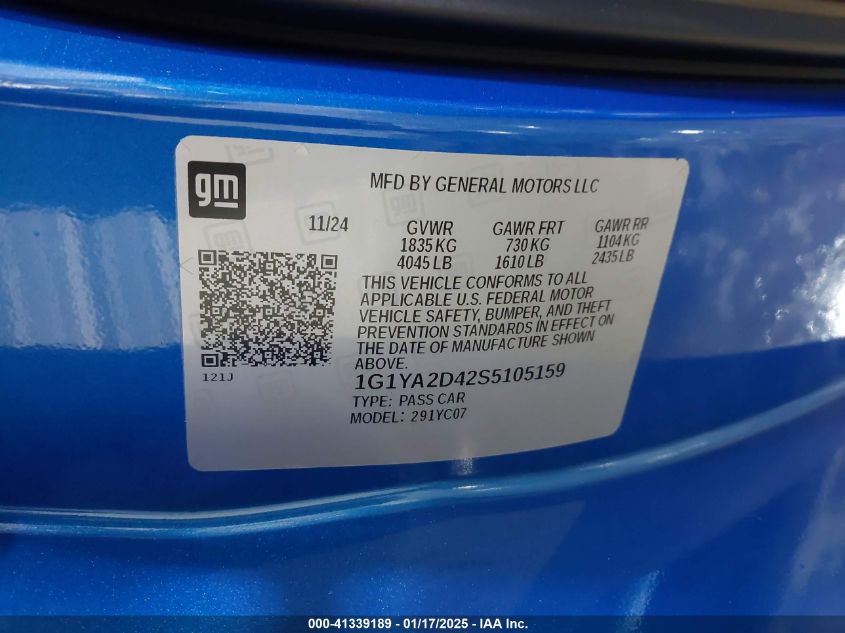 gm
MFD BY GENERAL MOTORS LLC
11/24 GVWR GAWR FRT GAWR RR
1835 KG 730 KG 1104 KG
4045 LB 1610 LB 2435 LB
THIS VEHICLE CONFORMS TO ALL
APPLICABLE U.S. FEDERAL MOTOR
VEHICLE SAFETY, BUMPER, AND THEFT
PREVENTION STANDARDS IN EFFECT ON
THE DATE OF MANUFACTURE SHOWN
ABOVE.
121J
1G1YA2D42S5105159
TYPE: PASS CAR
MODEL: 291YC07
000-41339189 - 01/17/2025 - IAA Inc.